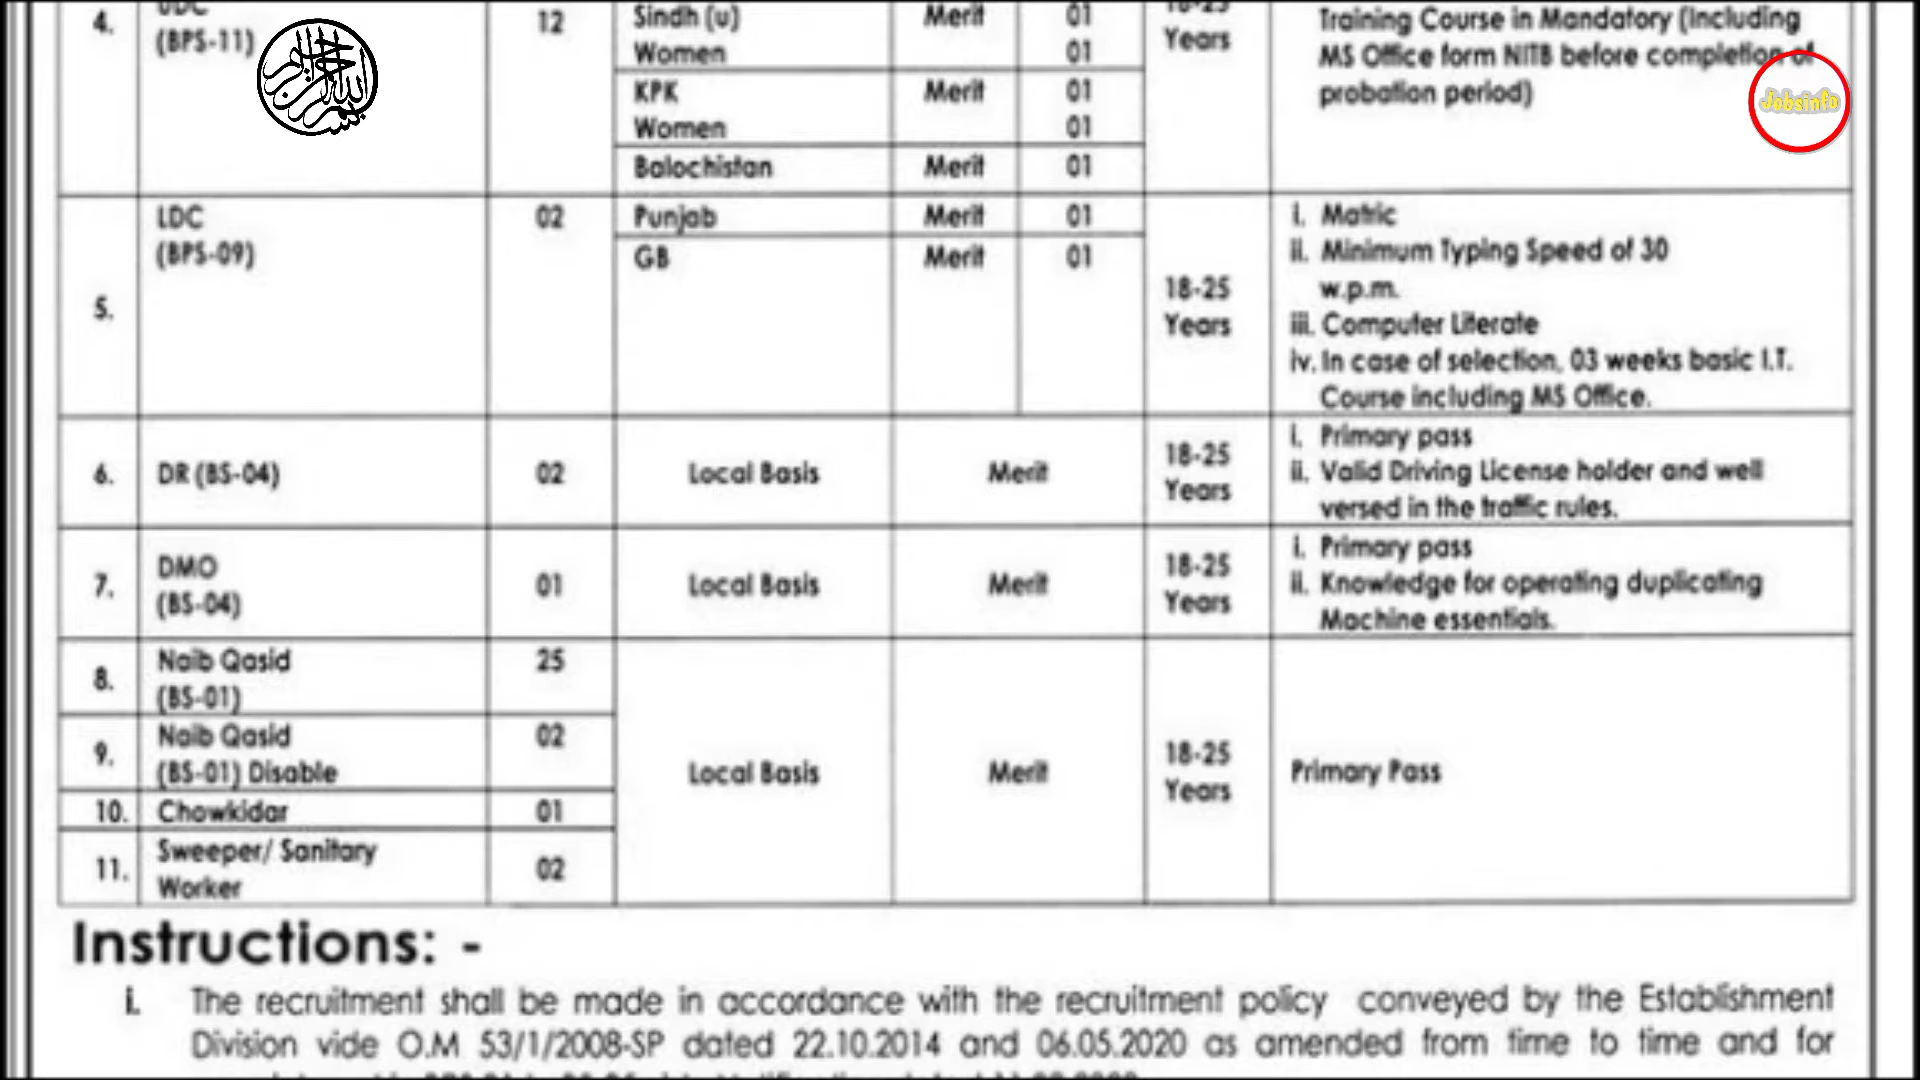 4.
UDC
(BPS-11)
12
Sindh (u) Merit 01
Women 01
KPK Merit 01
Women 01
Balochistan Merit 01
18-25
Years
Training Course in Mandatory (Including
MS Office form NITB before completion of
probation period)
بسم الله الرحمن الرحيم
Jobsinfo
5.
LDC
(BPS-09)
02
Punjab Merit 01
GB Merit 01
18-25
Years
i. Matric
ii. Minimum Typing Speed of 30
w.p.m.
iii. Computer Literate
iv. In case of selection, 03 weeks basic I.T.
Course including MS Office.
6. DR (BS-04) 02 Local Basis Merit
18-25
Years
i. Primary pass
ii. Valid Driving License holder and well
versed in the traffic rules.
7.
DMO
(BS-04)
01 Local Basis Merit
18-25
Years
i. Primary pass
ii. Knowledge for operating duplicating
Machine essentials.
8.
Naib Qasid
(BS-01)
25
9.
Naib Qasid
(BS-01) Disable
02
10. Chowkidar 01
11.
Sweeper/ Sanitary
Worker
02
Local Basis Merit
18-25
Years
Primary Pass
Instructions: -
i. The recruitment shall be made in accordance with the recruitment policy conveyed by the Establishment
Division vide O.M 53/1/2008-SP dated 22.10.2014 and 06.05.2020 as amended from time to time and for